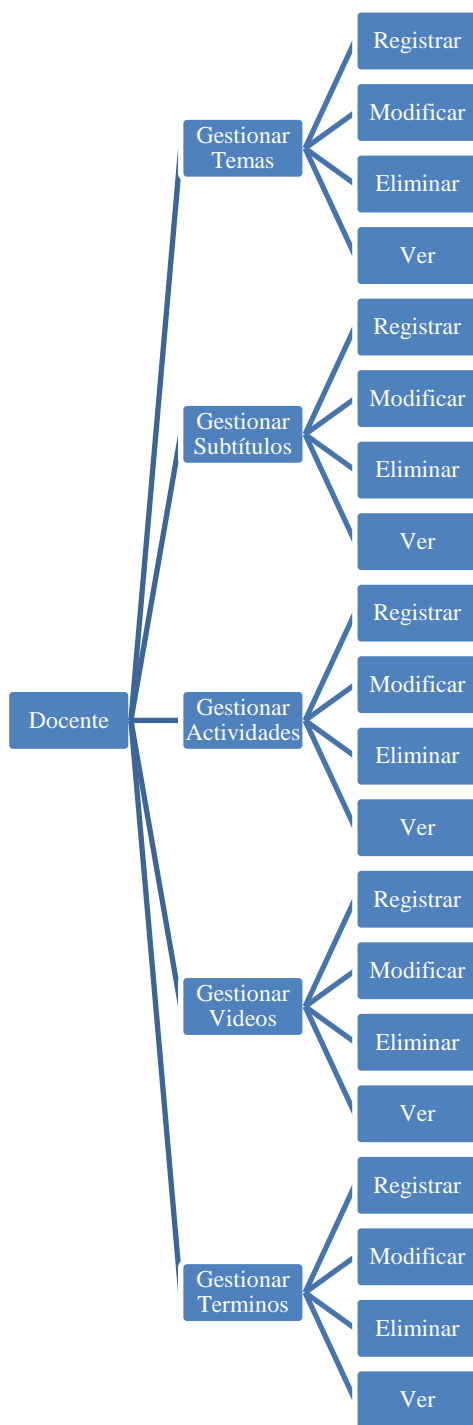 Registrar
Modificar
Gestionar
Temas
Eliminar
Ver
Registrar
Modificar
Gestionar
Subtítulos
Eliminar
Ver
Registrar
Modificar
Docente
Gestionar
Actividades
Eliminar
Ver
Registrar
Modificar
Gestionar
Videos
Eliminar
Ver
Registrar
Modificar
Gestionar
Terminos
Eliminar
Ver